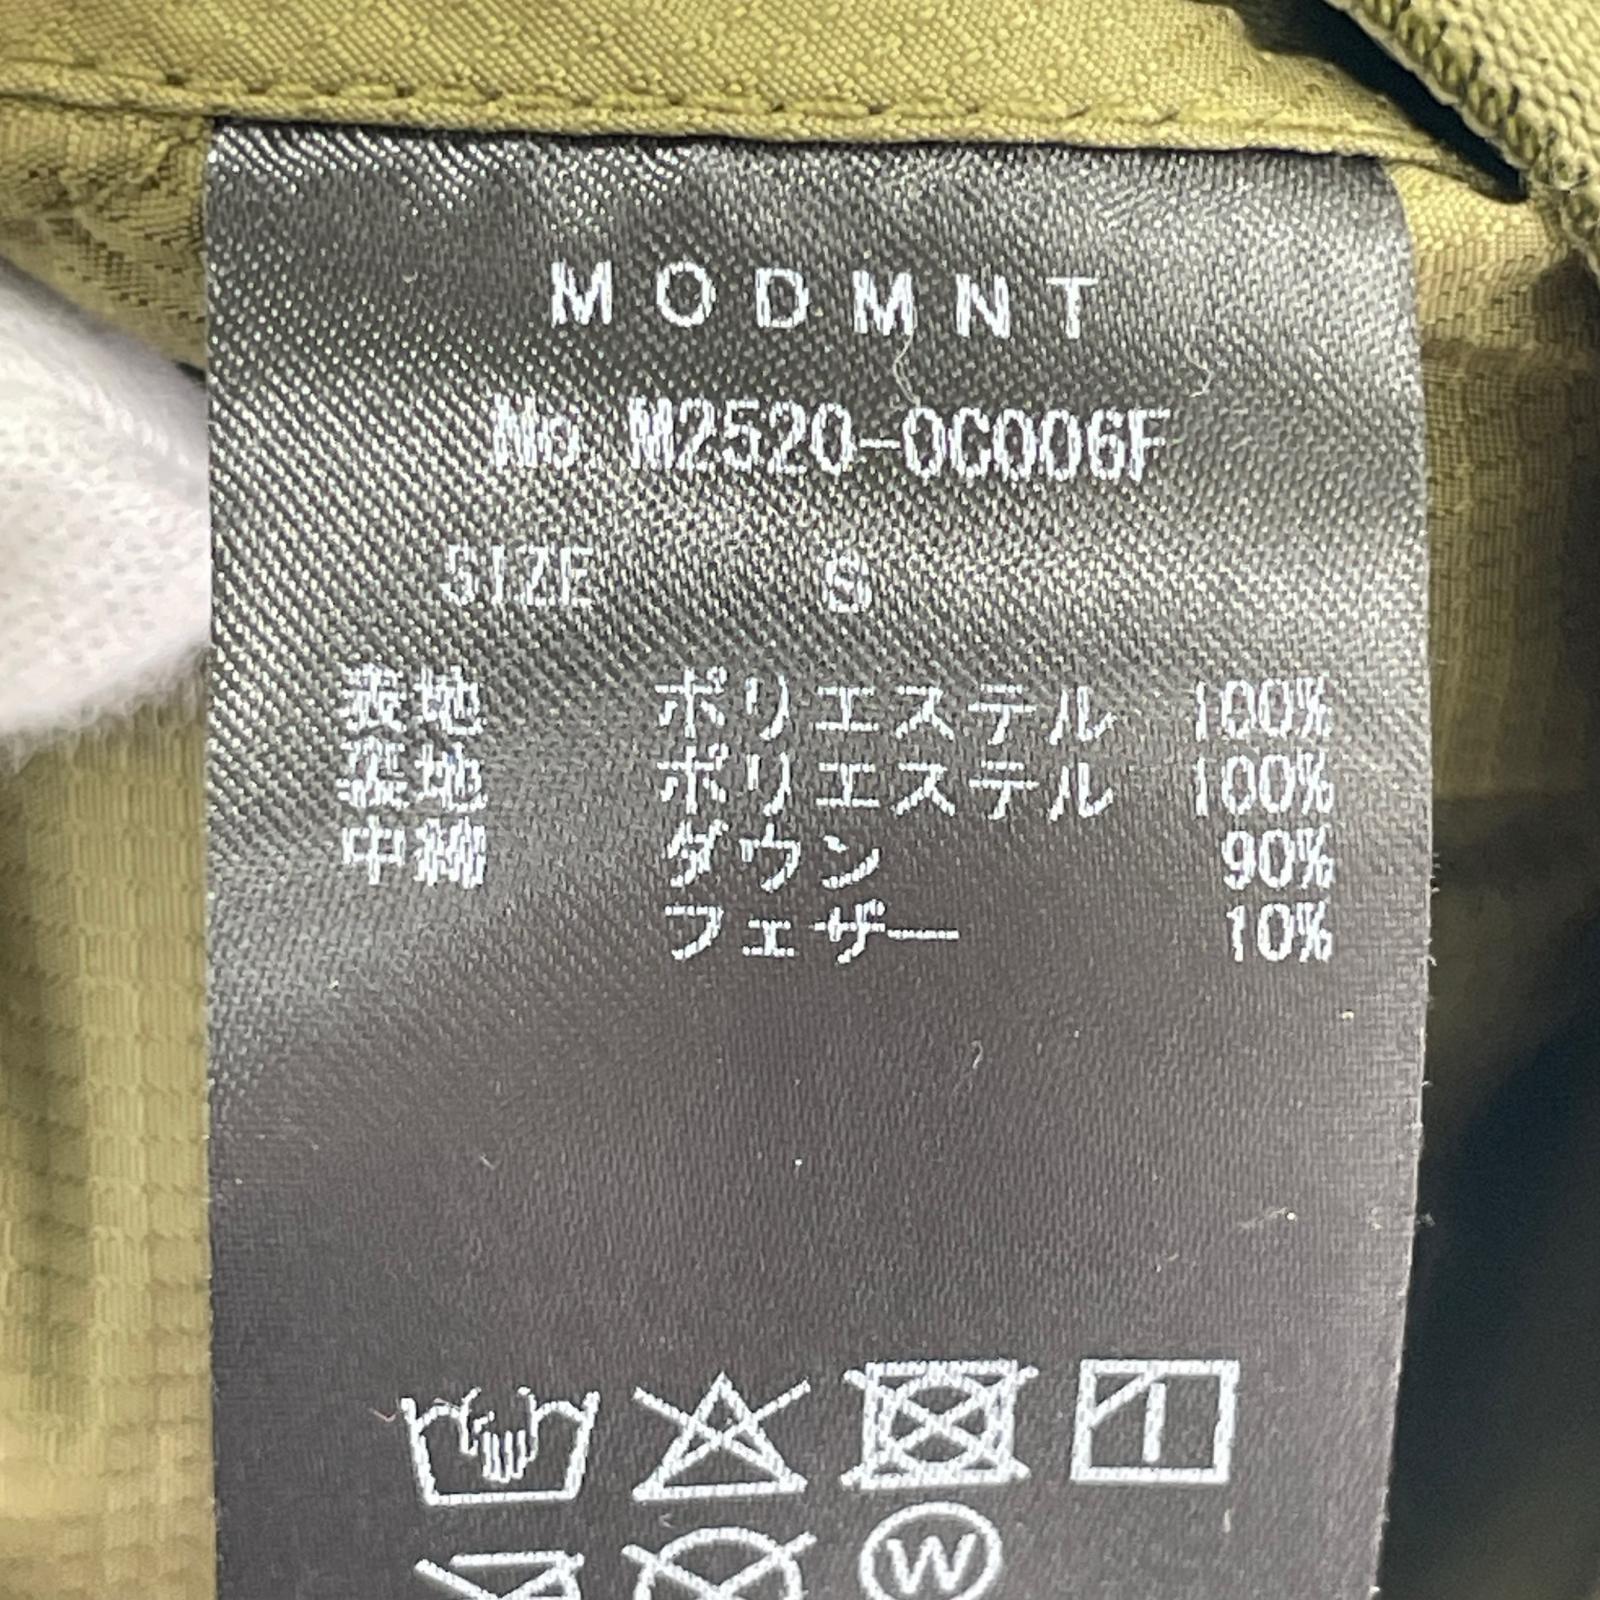 MODMNT
No M2520-0C006F
SIZE S
表地 ポリエステル 100%
裏地 ポリエステル 100%
中綿 ダウン 90%
フェザー 10%
W